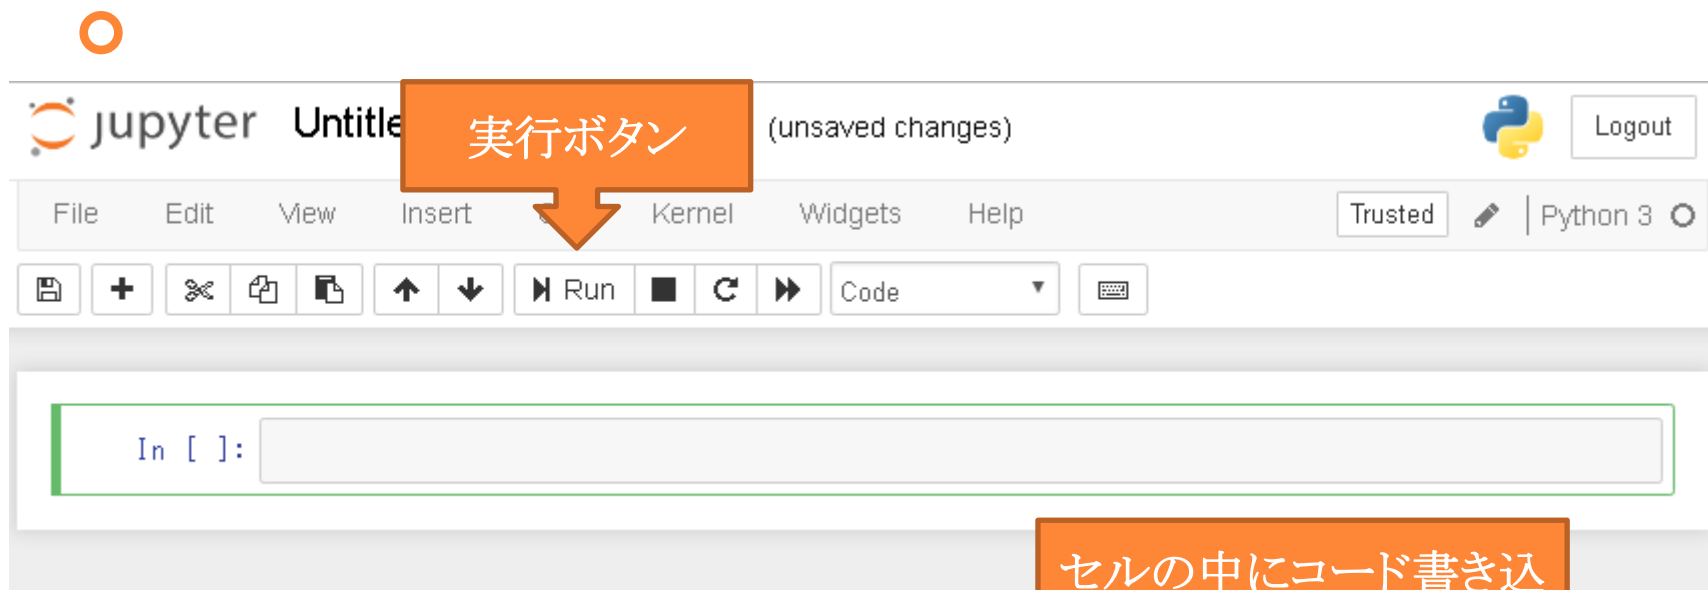 jupyter Untitle (unsaved changes) Logout
実行ボタン
File Edit View Insert Kernel Widgets Help Trusted Python 3
Run Code
In [ ]:
セルの中にコード書き込